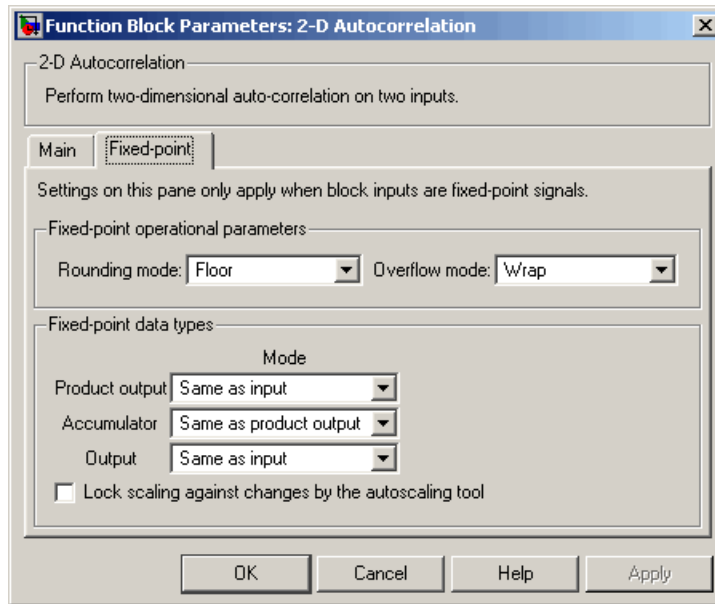 Function Block Parameters: 2-D Autocorrelation
2-D Autocorrelation
Perform two-dimensional auto-correlation on two inputs.
Main Fixed-point
Settings on this pane only apply when block inputs are fixed-point signals.
Fixed-point operational parameters
Rounding mode: Floor Overflow mode: Wrap
Fixed-point data types
Mode
Product output Same as input
Accumulator Same as product output
Output Same as input
Lock scaling against changes by the autoscaling tool
OK Cancel Help Apply